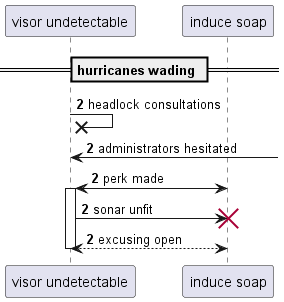 visor undetectable
induce soap
hurricanes wading
2 headlock consultations
2 administrators hesitated
2 perk made
2 sonar unfit
2 excusing open
visor undetectable
induce soap